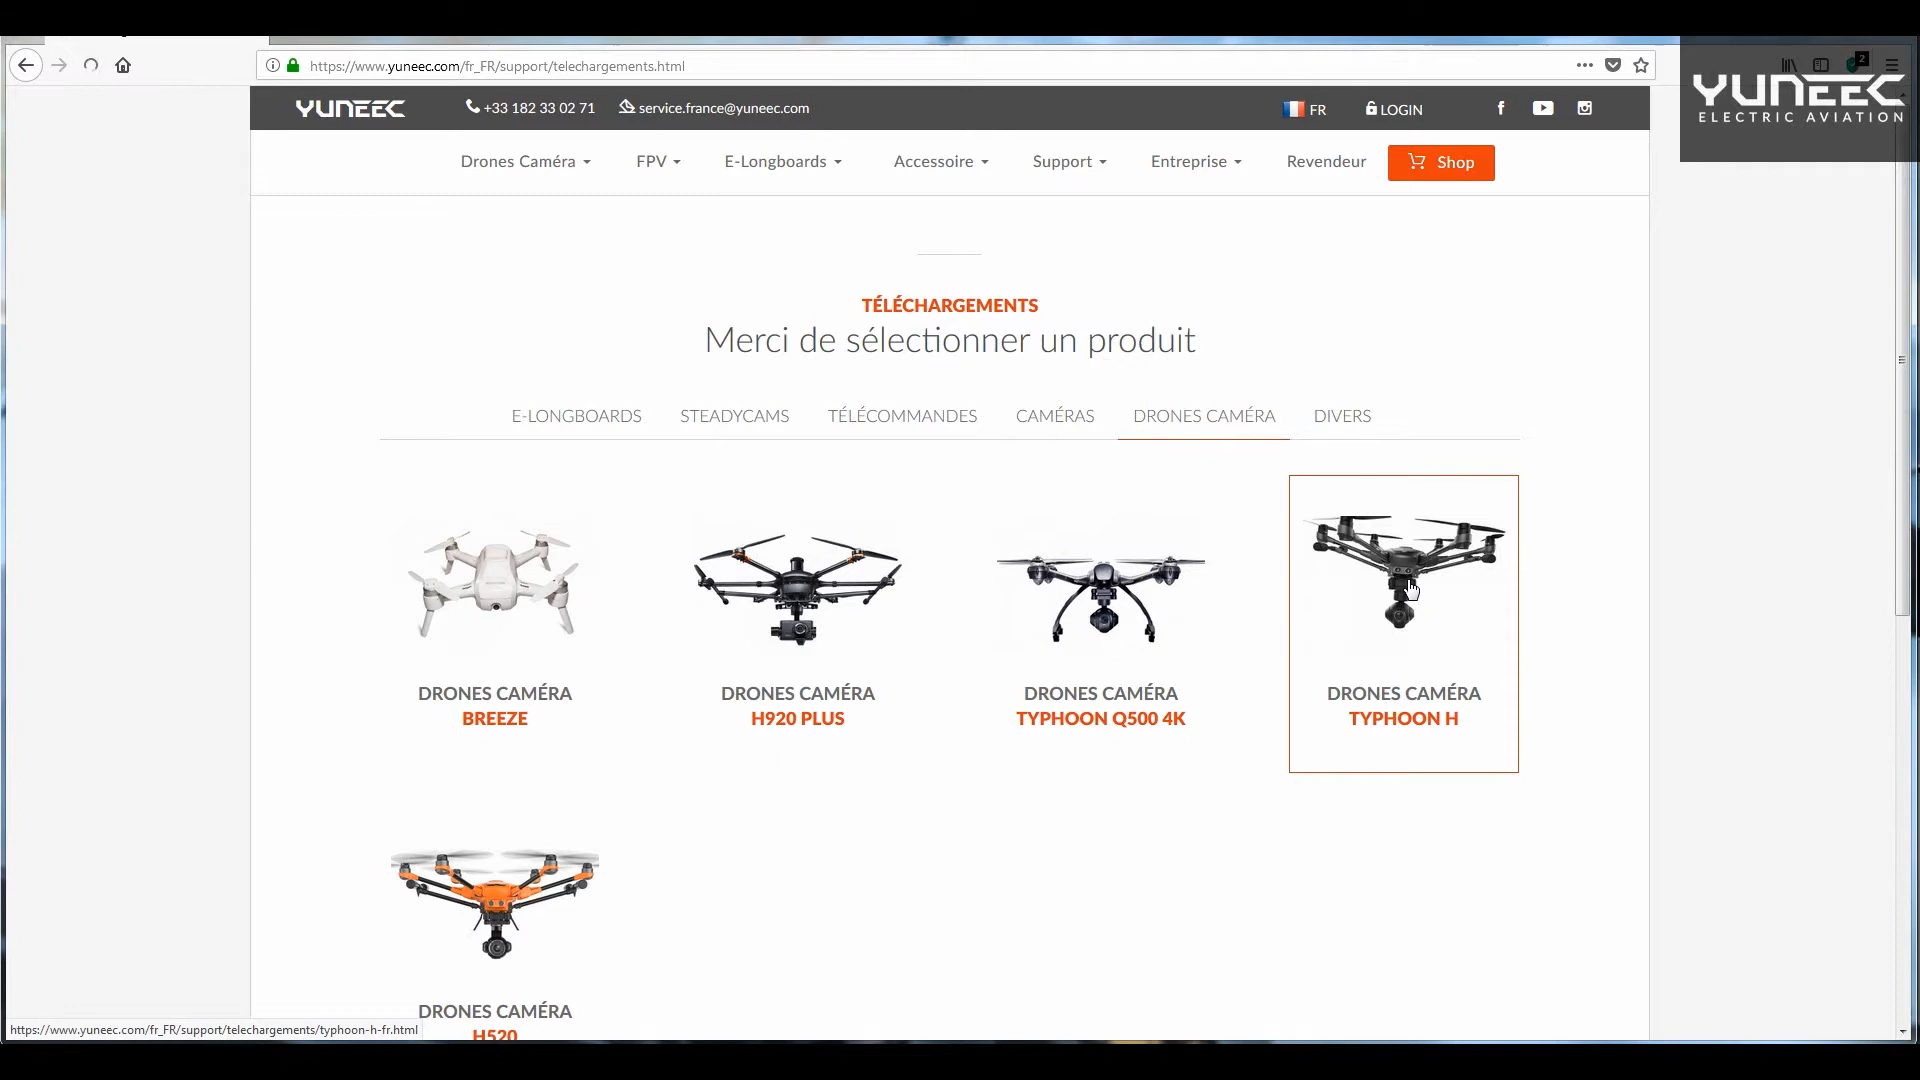 https://www.yuneec.com/fr_FR/support/telechargements.html
2
YUNEEC
ELECTRIC AVIATION
YUNEEC
+33 182 33 02 71
service.france@yuneec.com
FR
LOGIN
Drones Caméra
FPV
E-Longboards
Accessoire
Support
Entreprise
Revendeur
Shop
TÉLÉCHARGEMENTS
Merci de sélectionner un produit
E-LONGBOARDS
STEADYCAMS
TÉLÉCOMMANDES
CAMÉRAS
DRONES CAMÉRA
DIVERS
DRONES CAMÉRA
BREEZE
DRONES CAMÉRA
H920 PLUS
DRONES CAMÉRA
TYPHOON Q500 4K
DRONES CAMÉRA
TYPHOON H
DRONES CAMÉRA
H520
https://www.yuneec.com/fr_FR/support/telechargements/typhoon-h-fr.html